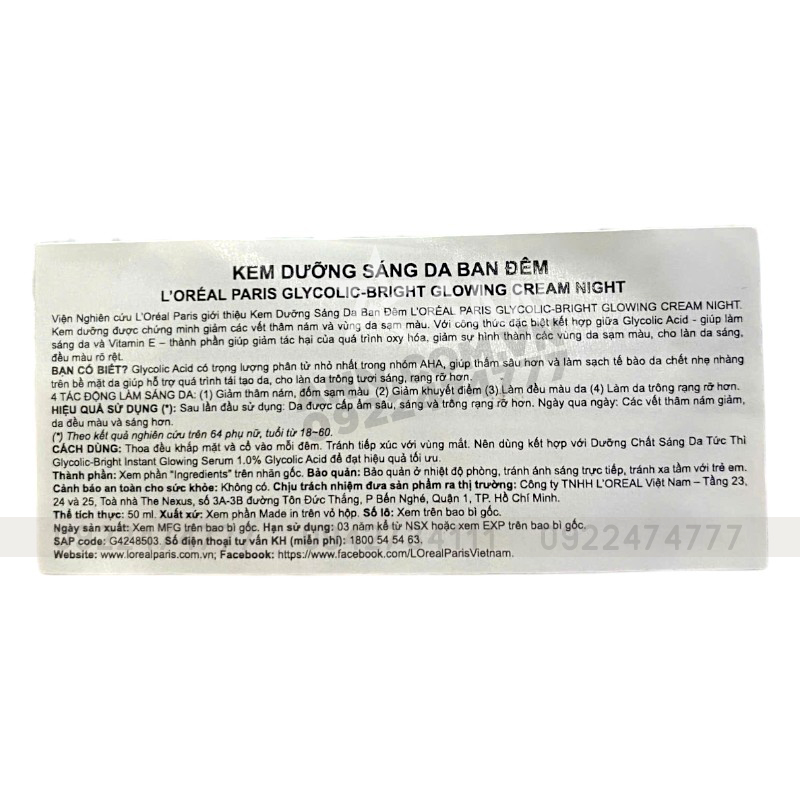 KEM DƯỠNG SÁNG DA BAN ĐÊM
L'ORÉAL PARIS GLYCOLIC-BRIGHT GLOWING CREAM NIGHT
Viện Nghiên cứu L'Oréal Paris giới thiệu Kem Dưỡng Sáng Da Ban Đêm L'ORÉAL PARIS GLYCOLIC-BRIGHT GLOWING CREAM NIGHT.
Kem dưỡng được chứng minh giảm các vết thâm nám và vùng da sạm màu. Với công thức đặc biệt kết hợp giữa Glycolic Acid - giúp làm
sáng da và Vitamin E – thành phần giúp giảm tác hại của quá trình oxy hóa, giảm sự hình thành các vùng da sạm màu, cho làn da sáng,
đều màu rõ rệt.
BẠN CÓ BIẾT? Glycolic Acid có trọng lượng phân tử nhỏ nhất trong nhóm AHA, giúp thấm sâu hơn và làm sạch tế bào da chết nhẹ nhàng
trên bề mặt da giúp hỗ trợ quá trình tái tạo da, cho làn da trông tươi sáng, rạng rỡ hơn.
4 TÁC ĐỘNG LÀM SÁNG DA: (1) Giảm thâm nám, đốm sạm màu (2) Giảm khuyết điểm (3) Làm đều màu da (4) Làm da trông rạng rỡ hơn.
HIỆU QUẢ SỬ DỤNG (*): Sau lần đầu sử dụng: Da được cấp ẩm sâu, sáng và trông rạng rỡ hơn. Ngày qua ngày: Các vết thâm nám giảm,
da đều màu và sáng hơn.
(*) Theo kết quả nghiên cứu trên 64 phụ nữ, tuổi từ 18~60.
CÁCH DÙNG: Thoa đều khắp mặt và cổ vào mỗi đêm. Tránh tiếp xúc với vùng mắt. Nên dùng kết hợp với Dưỡng Chất Sáng Da Tức Thì
Glycolic-Bright Instant Glowing Serum 1.0% Glycolic Acid để đạt hiệu quả tối ưu.
Thành phần: Xem phần "Ingredients" trên nhãn gốc. Bảo quản: Bảo quản ở nhiệt độ phòng, tránh ánh sáng trực tiếp, tránh xa tầm với trẻ em.
Cảnh báo an toàn cho sức khỏe: Không có. Chịu trách nhiệm đưa sản phẩm ra thị trường: Công ty TNHH L'OREAL Việt Nam – Tầng 23,
24 và 25, Toà nhà The Nexus, số 3A-3B đường Tôn Đức Thắng, P Bến Nghé, Quận 1, TP. Hồ Chí Minh.
Thể tích thực: 50 ml. Xuất xứ: Xem phần Made in trên vỏ hộp. Số lô: Xem trên bao bì gốc.
Ngày sản xuất: Xem MFG trên bao bì gốc. Hạn sử dụng: 03 năm kể từ NSX hoặc xem EXP trên bao bì gốc.
SAP code: G4248503. Số điện thoại tư vấn KH (miễn phí): 1800 54 54 63.
Website: www.lorealparis.com.vn; Facebook: https://www.facebook.com/LOrealParisVietnam.
0922474777